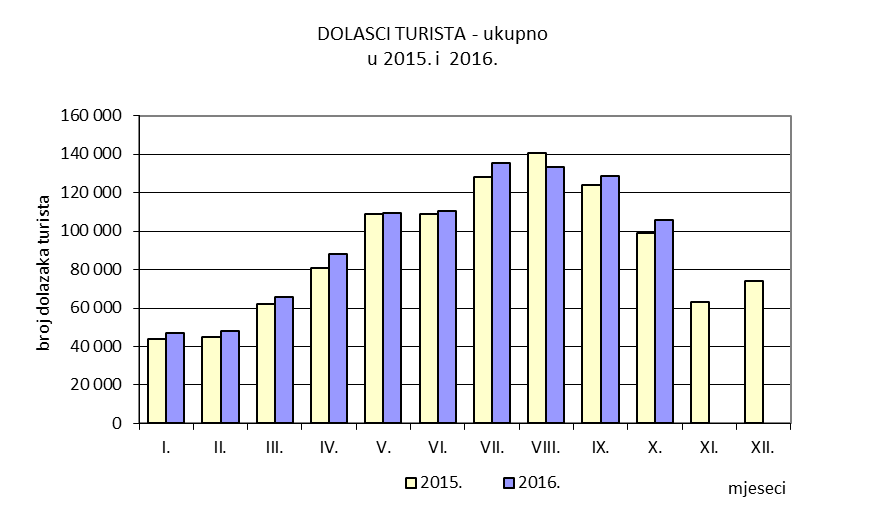 DOLASCI TURISTA - ukupno
u 2015. i  2016.
160 000
140 000
120 000
100 000
80 000
60 000
40 000
20 000
0
broj dolazaka turista
I. II. III. IV. V. VI. VII. VIII. IX. X. XI. XII.
2015. 2016.
mjeseci